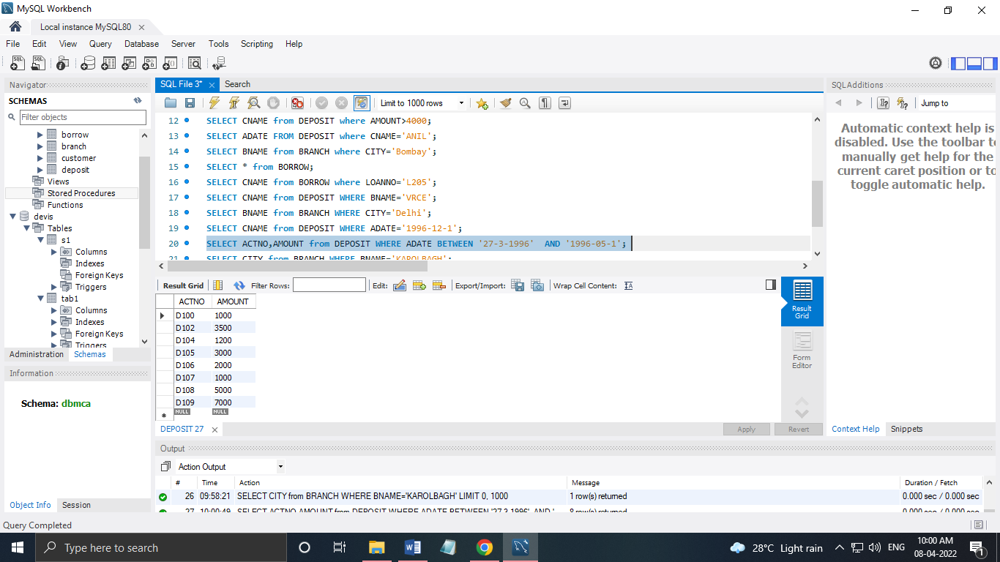 MySQL Workbench
Local instance MySQL80
File Edit View Query Database Server Tools Scripting Help
Navigator
SCHEMAS
Filter objects
borrow
branch
customer
deposit
Views
Stored Procedures
Functions
devis
Tables
s1
Columns
Indexes
Foreign Keys
Triggers
tab1
Columns
Indexes
Foreign Keys
Triggers
Administration Schemas
Information
Schema: dbmca
Object Info Session
SQL File 3* Search
Limit to 1000 rows
12 SELECT CNAME from DEPOSIT where AMOUNT>4000;
13 SELECT ADATE FROM DEPOSIT where CNAME='ANIL';
14 SELECT BNAME from BRANCH where CITY='Bombay';
15 SELECT * from BORROW;
16 SELECT CNAME from BORROW where LOANNO='L205';
17 SELECT CNAME from DEPOSIT WHERE BNAME='VRCE';
18 SELECT BNAME from BRANCH WHERE CITY='Delhi';
19 SELECT CNAME from DEPOSIT WHERE ADATE='1996-12-1';
20 SELECT ACTNO,AMOUNT from DEPOSIT WHERE ADATE BETWEEN '27-3-1996'  AND '1996-05-1';
21 SELECT CITY from BRANCH WHERE BNAME='KAROLBAGH';
Result Grid Filter Rows: Edit: Export/Import: Wrap Cell Content:
ACTNO AMOUNT
D100 1000
D102 3500
D104 1200
D105 3000
D106 2000
D107 1000
D108 5000
D109 7000
NULL NULL
Result Grid
Form Editor
DEPOSIT 27
Apply Revert
SQLAdditions
Jump to
Automatic context help is
disabled. Use the toolbar to
manually get help for the
current caret position or to
toggle automatic help.
Context Help Snippets
Output
Action Output
# Time Action Message Duration / Fetch
26 09:58:21 SELECT CITY from BRANCH WHERE BNAME='KAROLBAGH' LIMIT 0, 1000 1 row(s) returned 0.000 sec / 0.000 sec
27 10:00:49 SELECT ACTNO,AMOUNT from DEPOSIT WHERE ADATE BETWEEN '27-3-1996' AND ' 8 row(s) returned 0.000 sec / 0.000 sec
Query Completed
Type here to search
28°C Light rain
ENG
10:00 AM
08-04-2022
1